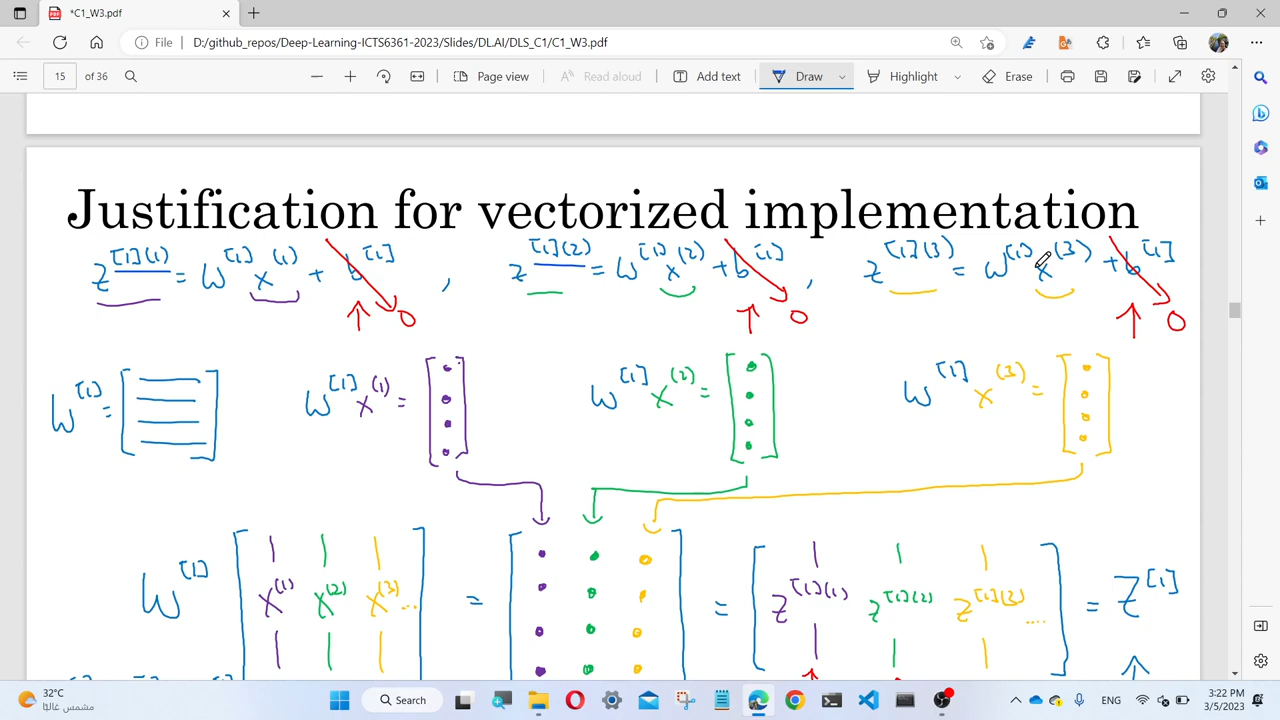 *C1_W3.pdf
File D:/github_repos/Deep-Learning-ICTS6361-2023/Slides/DL.AI/DLS_C1/C1_W3.pdf
15 of 36 Page view Read aloud Add text Draw Highlight Erase
Justification for vectorized implementation
z^[1](1) = W^[1] x^(1) + b^[1] , z^[1](2) = W^[1] x^(2) + b^[1] , z^[1](3) = W^[1] x^(3) + b^[1]
↑ 0 ↑ 0 ↑ 0
W^[1] = [ ] W^[1] x^(1) = [ ] W^[1] x^(2) = [ ] W^[1] x^(3) = [ ]
W^[1] [ x^(1) x^(2) x^(3) ... ] = [ ] = [ z^[1](1) z^[1](2) z^[1](3) .... ] = Z^[1]
32°C
مشمس غالبًا
Search
ENG
3:22 PM
3/5/2023